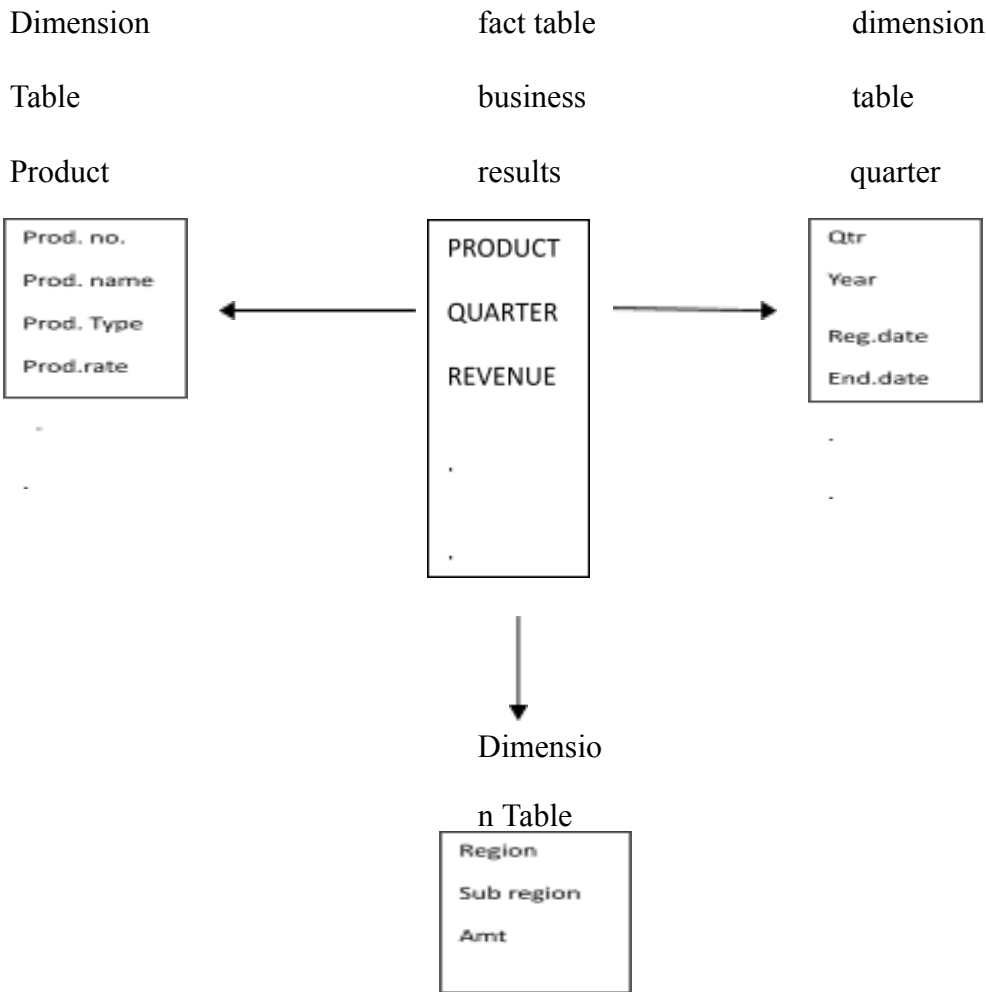 Dimension
Table
Product
fact table
business
results
dimension
table
quarter
Prod. no.
Prod. name
Prod. Type
Prod.rate
.
.
PRODUCT
QUARTER
REVENUE
.
.
Qtr
Year
Reg.date
End.date
.
.
Dimensio
n Table
Region
Sub region
Amt